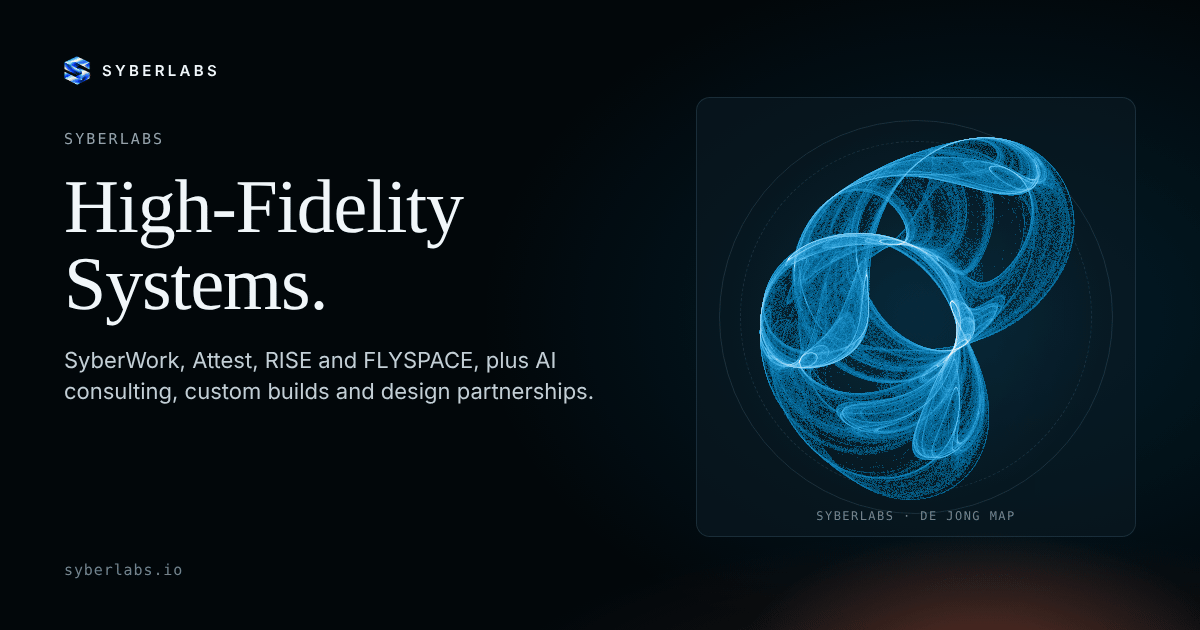 SYBERLABS
SYBERLABS
High-Fidelity
Systems.
SyberWork, Attest, RISE and FLYSPACE, plus AI
consulting, custom builds and design partnerships.
SYBERLABS · DE JONG MAP
syberlabs.io